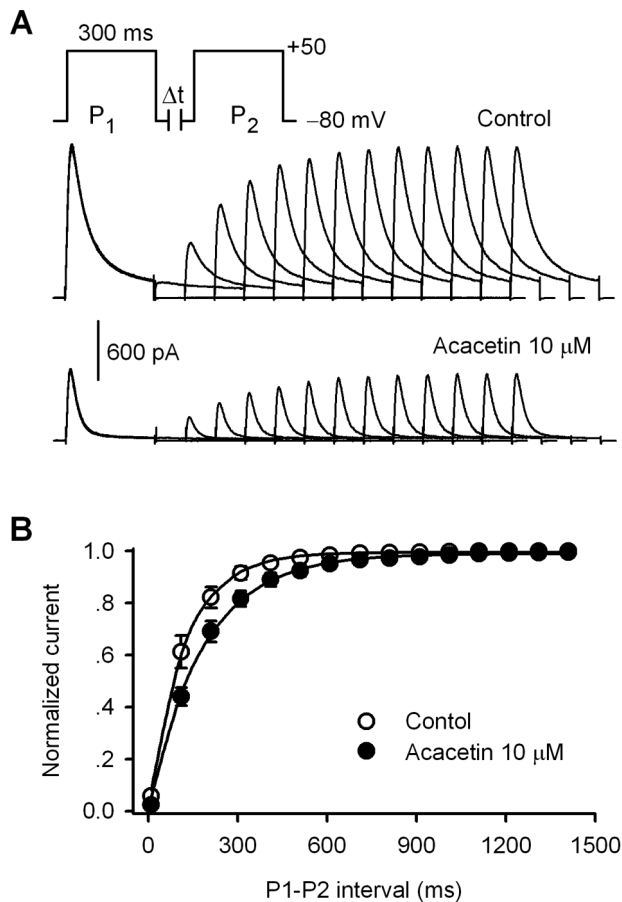 A
300 ms
+50
Δt
P1
P2
−80 mV
Control
600 pA
Acacetin 10 μM
B
Normalized current
1.0
.8
.6
.4
.2
0.0
Contol
Acacetin 10 μM
0 300 600 900 1200 1500
P1-P2 interval (ms)